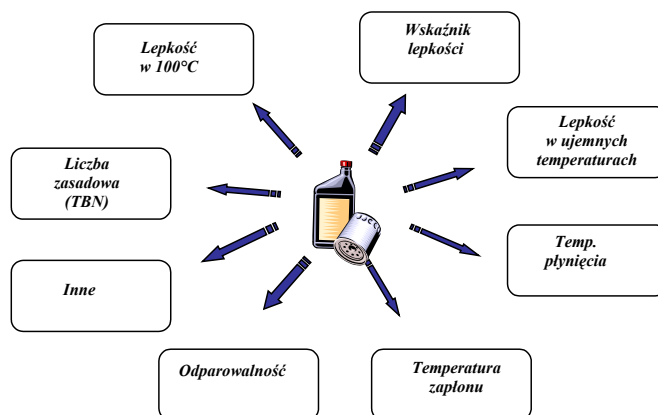 Lepkość
w 100°C
Wskaźnik
lepkości
Lepkość
w ujemnych
temperaturach
Liczba
zasadowa
(TBN)
Temp.
płynięcia
Inne
Odparowalność
Temperatura
zapłonu